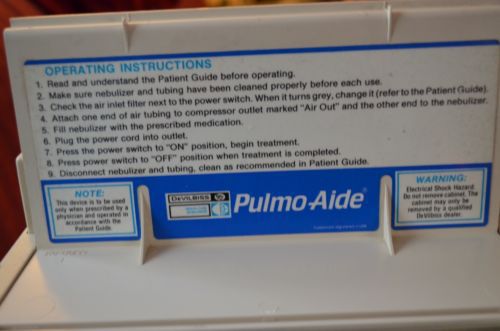 OPERATING INSTRUCTIONS
1. Read and understand the Patient Guide before operating.
2. Make sure nebulizer and tubing have been cleaned properly before each use.
3. Check the air inlet filter next to the power switch. When it turns grey, change it (refer to the Patient Guide).
4. Attach one end of air tubing to compressor outlet marked "Air Out" and the other end to the nebulizer.
5. Fill nebulizer with the prescribed medication.
6. Plug the power cord into outlet.
7. Press the power switch to "ON" position, begin treatment.
8. Press power switch to "OFF" position when treatment is completed.
9. Disconnect nebulizer and tubing, clean as recommended in Patient Guide.
NOTE:
This device is to be used
only when prescribed by a
physician and operated in
accordance with the
Patient Guide.
DeVILBISS
Pulmo-Aide®
WARNING:
Electrical Shock Hazard.
Do not remove cabinet. The
cabinet may only be
removed by a qualified
DeVilbiss dealer.